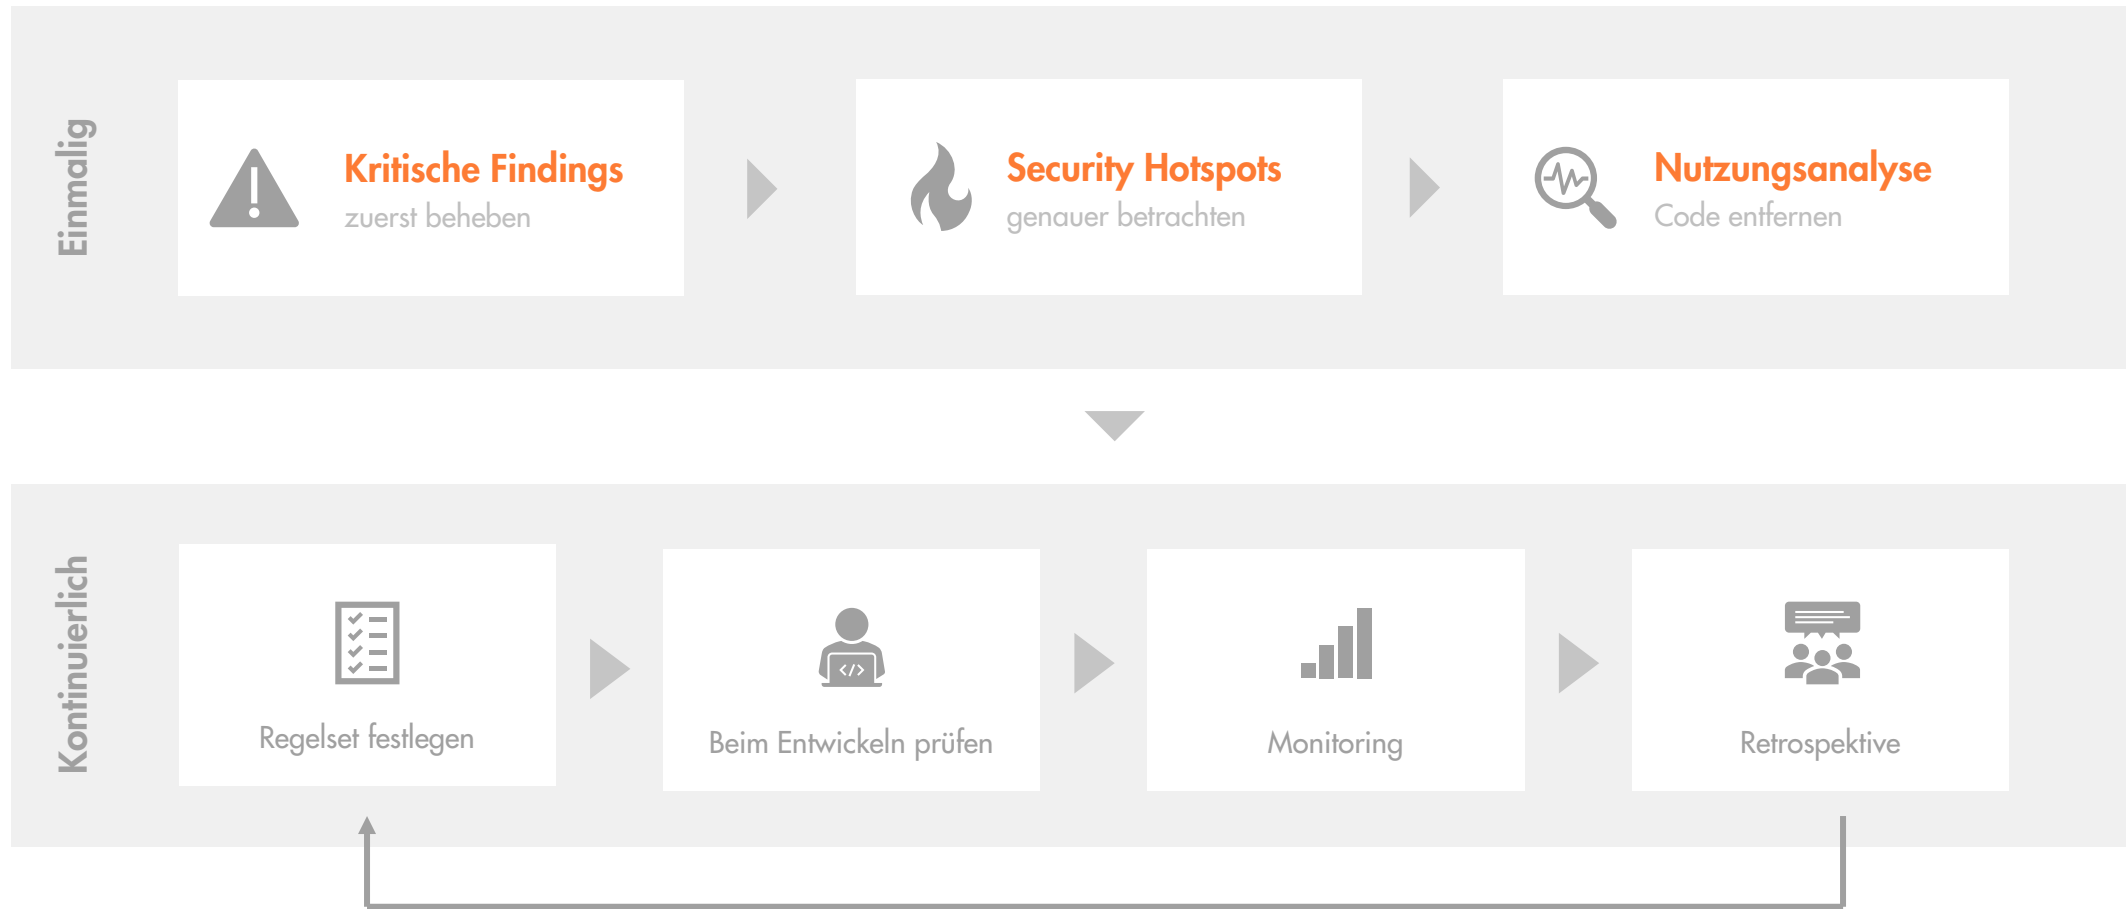 Einmalig
Kritische Findings
zuerst beheben
Security Hotspots
genauer betrachten
Nutzungsanalyse
Code entfernen
Kontinuierlich
Regelset festlegen
</>
Beim Entwickeln prüfen
Monitoring
Retrospektive